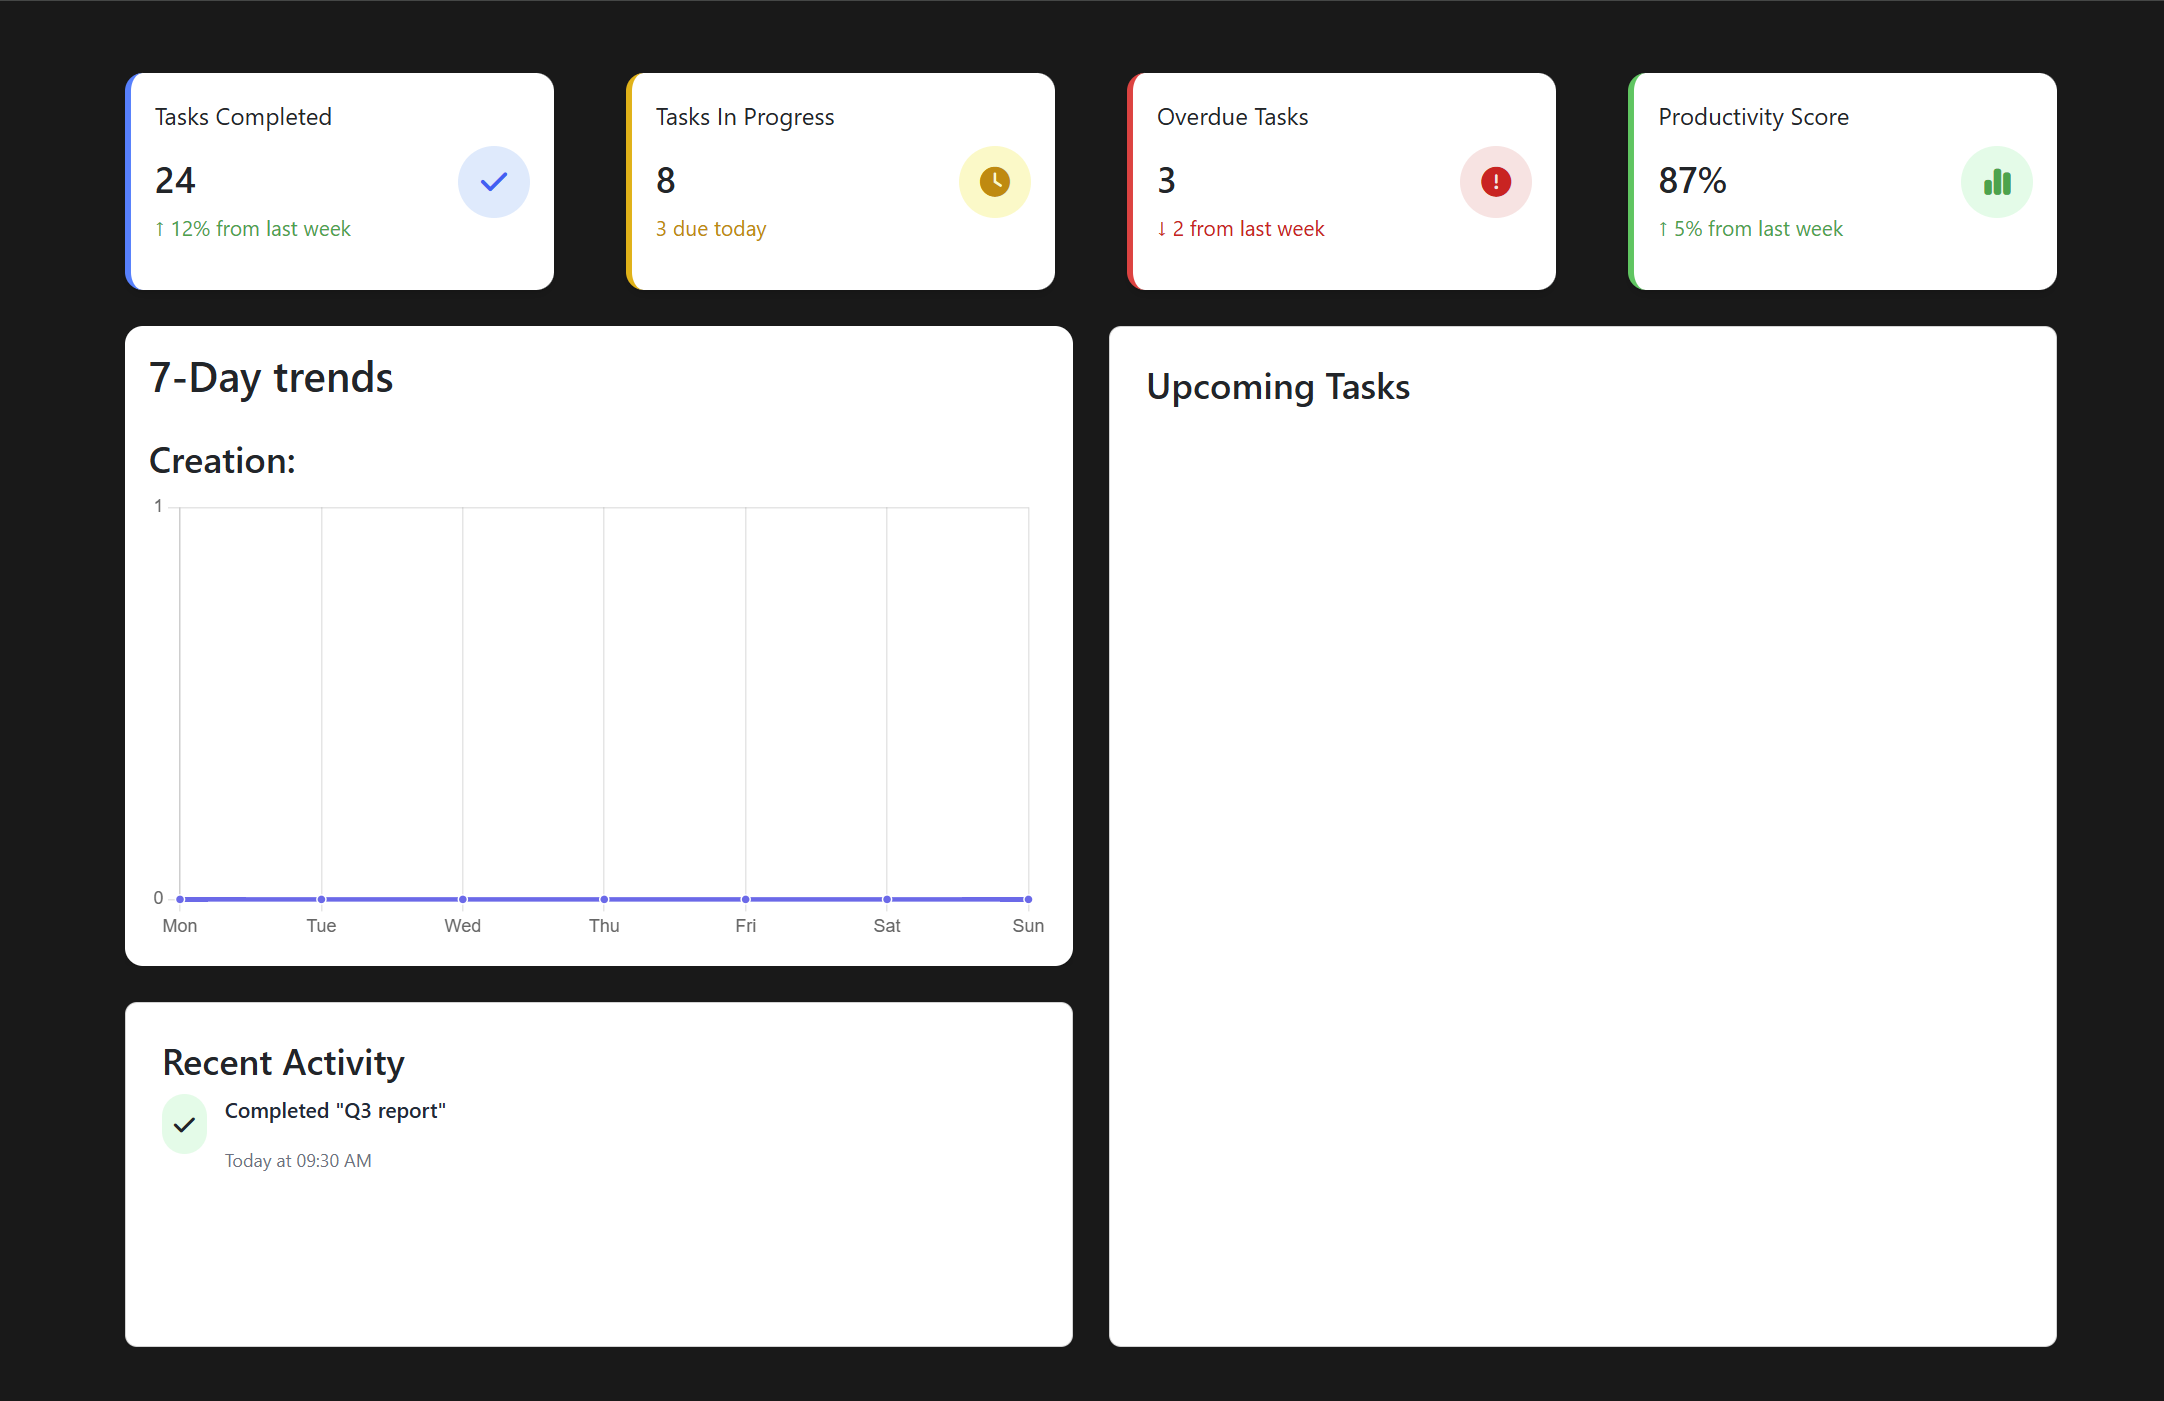 Tasks Completed
24
↑ 12% from last week
Tasks In Progress
8
3 due today
Overdue Tasks
3
↓ 2 from last week
Productivity Score
87%
↑ 5% from last week
7-Day trends
Creation:
1
0
Mon Tue Wed Thu Fri Sat Sun
Upcoming Tasks
Recent Activity
Completed "Q3 report"
Today at 09:30 AM